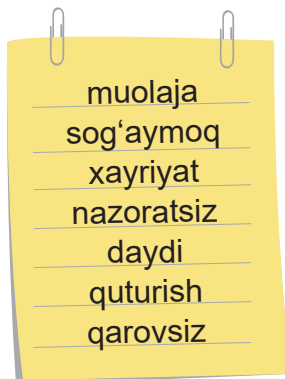 muolaja
sog‘aymoq
xayriyat
nazoratsiz
daydi
quturish
qarovsiz